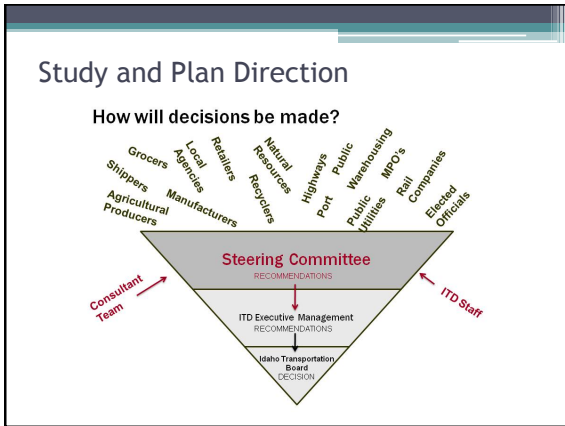 Study and Plan Direction
How will decisions be made?
Grocers
Local
Agencies
Retailers
Natural
Resources
Highways
Public
Warehousing
MPO's
Rail
Companies
Shippers
Agricultural
Producers
Manufacturers
Recyclers
Port
Public
Utilities
Elected
Officials
Steering Committee
RECOMMENDATIONS
Consultant
Team
ITD Staff
ITD Executive Management
RECOMMENDATIONS
Idaho Transportation
Board
DECISION